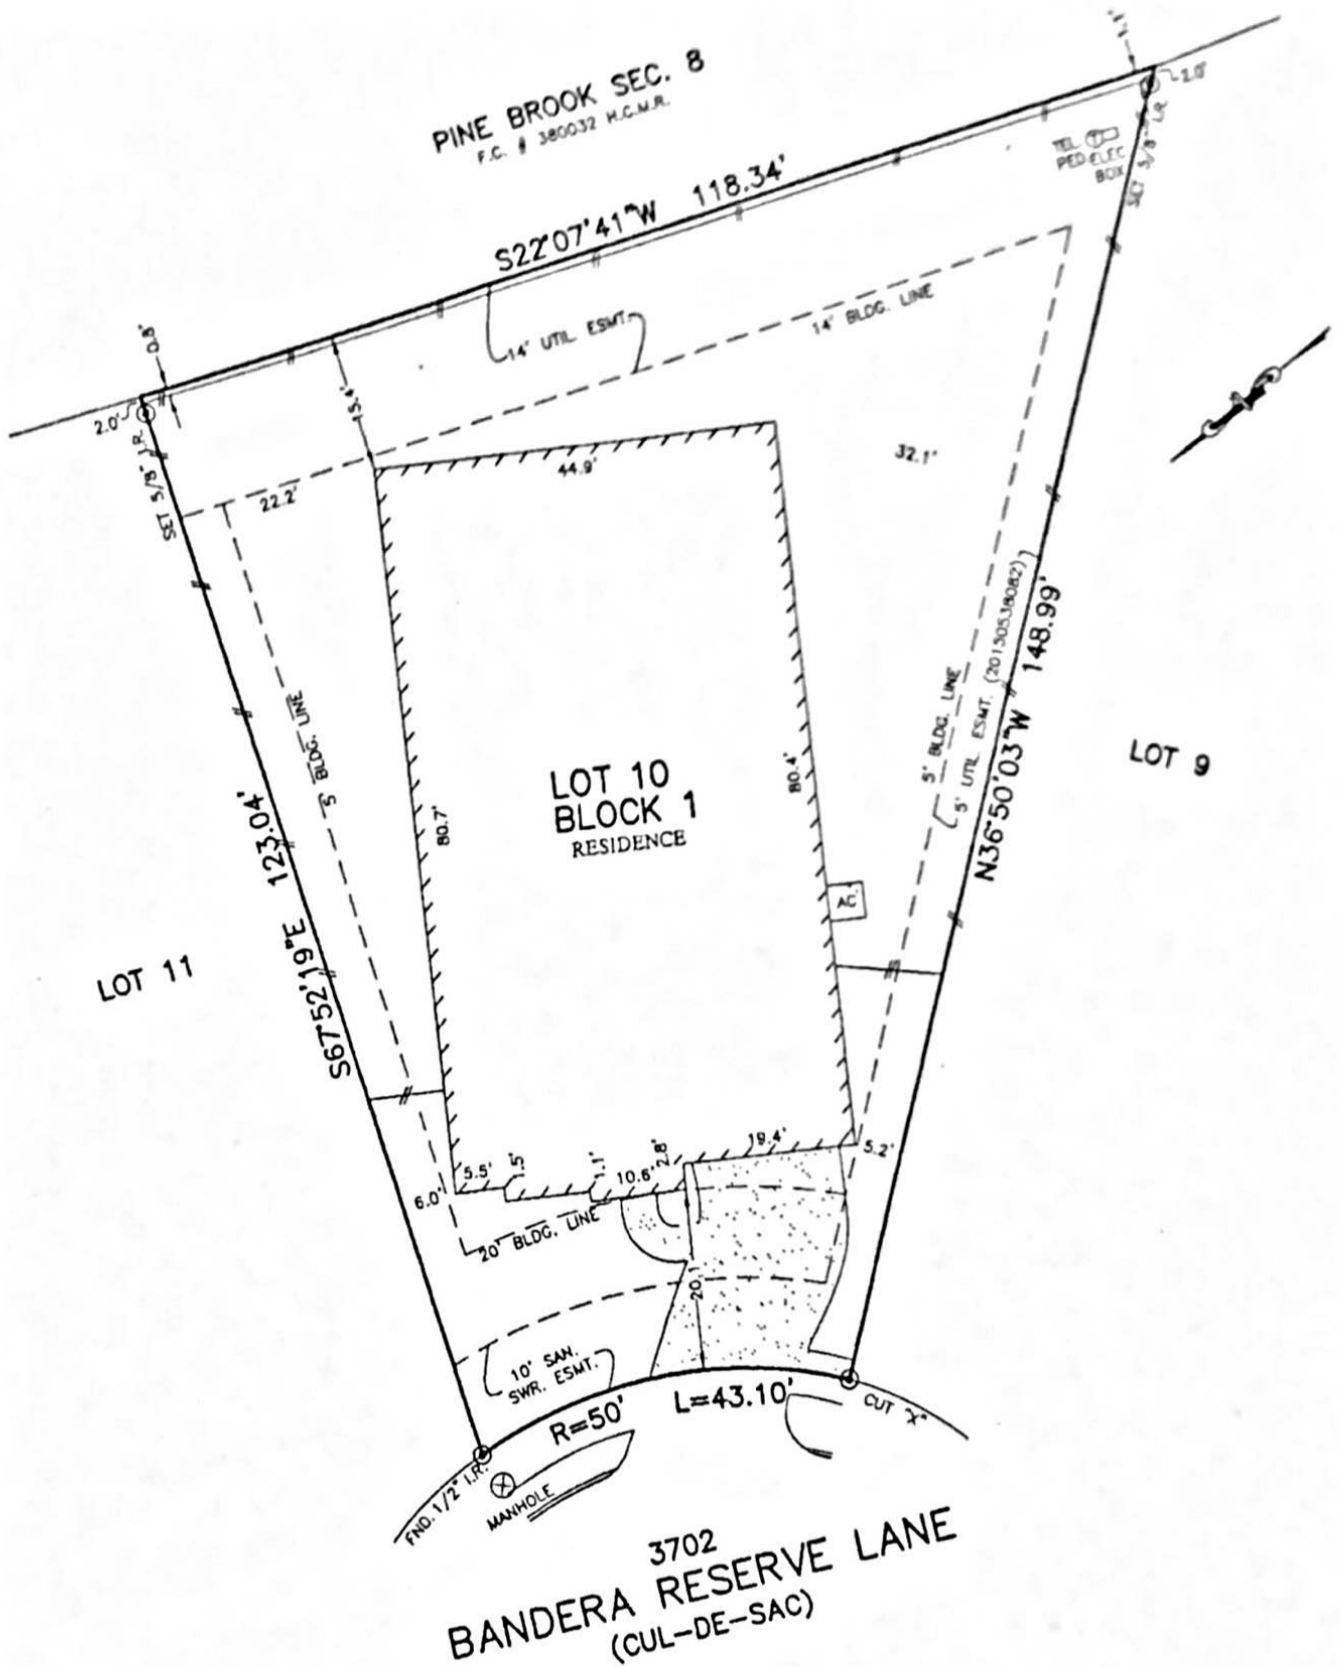 PINE BROOK SEC. 8
F.C. # 380032 H.C.M.R.
1.1'
2.0'
TEL
PED ELEC
BOX
SET 5/8" I.R.
S22°07'41"W 118.34'
0.8'
2.0'
SET 5/8" I.R.
15.4'
14' UTIL ESMT.
14' BLDG. LINE
22.2'
44.9'
32.1'
5' BLDG. LINE
80.7'
LOT 10
BLOCK 1
RESIDENCE
80.4'
5' BLDG. LINE
5' UTIL ESMT. (20130538082)
N36°50'03"W 148.99'
LOT 9
S67°52'19"E 123.04'
LOT 11
AC.
5.5'
1.5'
1.1'
10.6'
2.8'
19.4'
5.2'
6.0'
20' BLDG. LINE
20'
10' SAN.
SWR. ESMT.
R=50' L=43.10'
CUT "X"
FND. 1/2" I.R.
MANHOLE
3702
BANDERA RESERVE LANE
(CUL-DE-SAC)